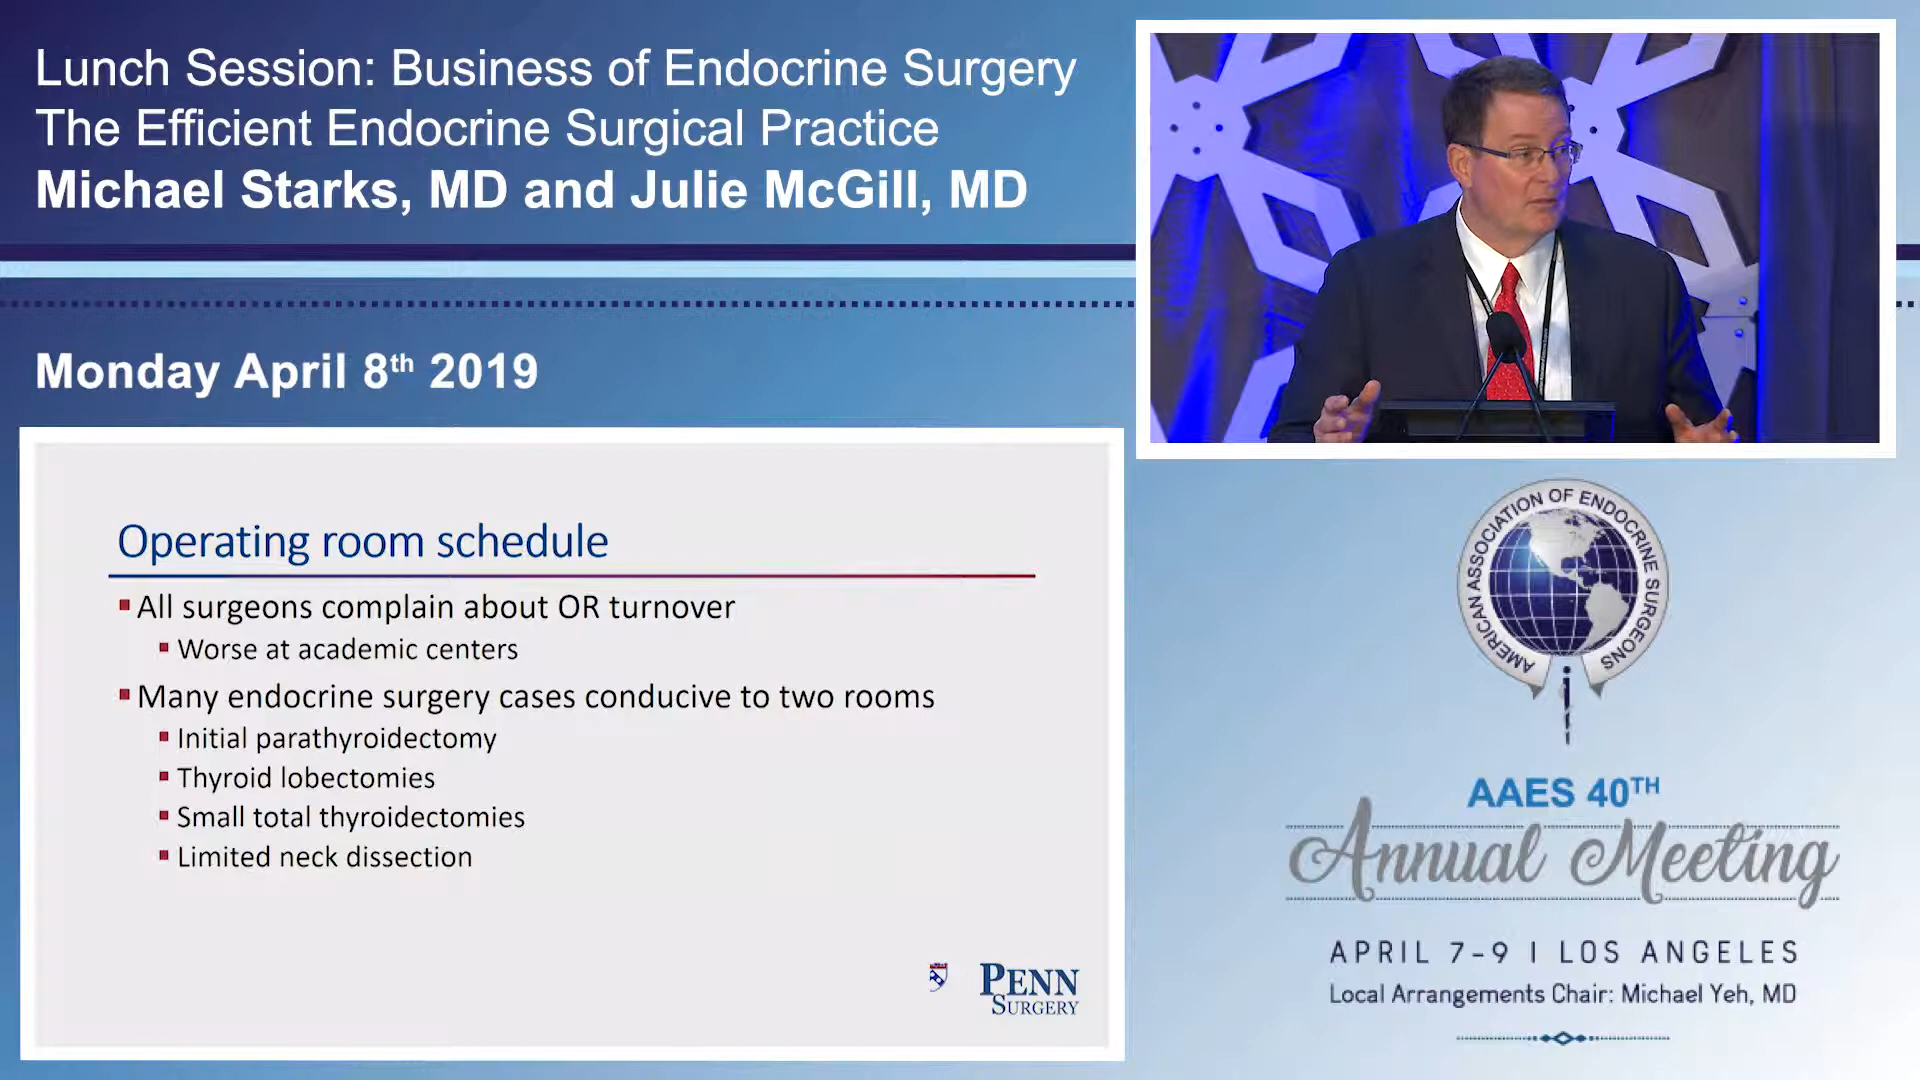 Lunch Session: Business of Endocrine Surgery
The Efficient Endocrine Surgical Practice
Michael Starks, MD and Julie McGill, MD
Monday April 8th 2019
Operating room schedule
All surgeons complain about OR turnover
Worse at academic centers
Many endocrine surgery cases conducive to two rooms
Initial parathyroidectomy
Thyroid lobectomies
Small total thyroidectomies
Limited neck dissection
PENN
SURGERY
AMERICAN ASSOCIATION OF ENDOCRINE SURGEONS
AAES 40TH
Annual Meeting
APRIL 7-9 | LOS ANGELES
Local Arrangements Chair: Michael Yeh, MD